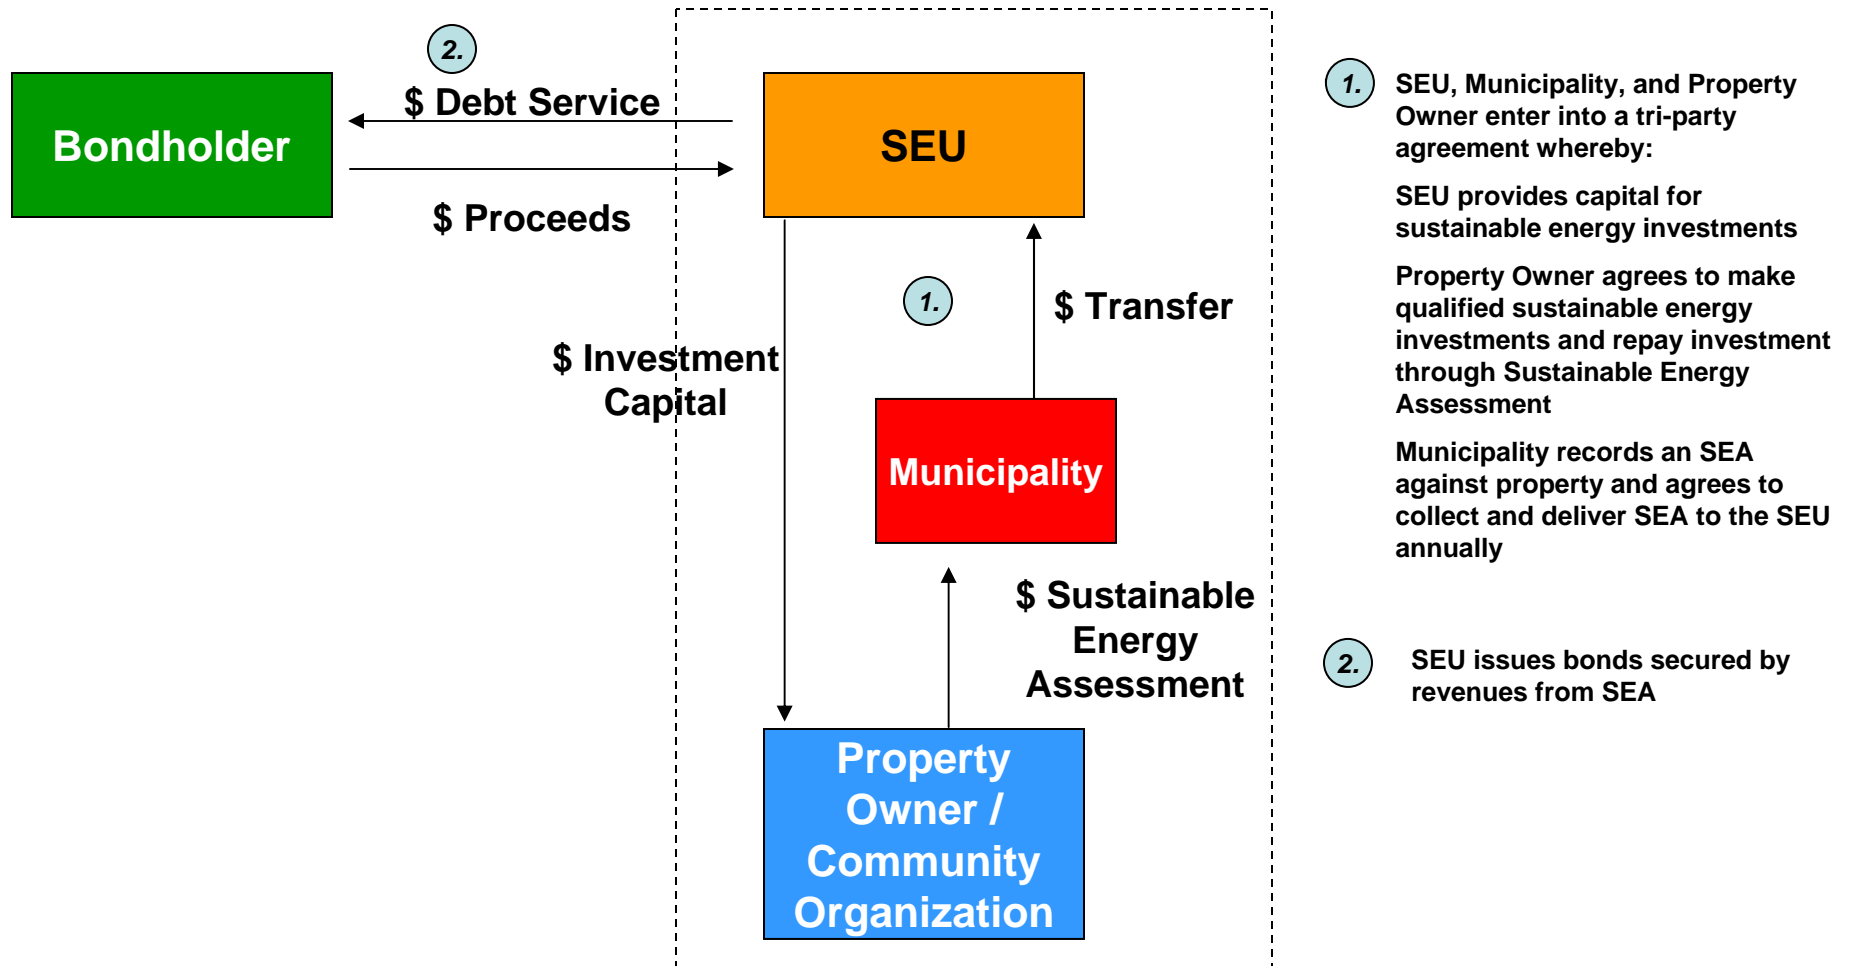 2.
$ Debt Service
Bondholder
$ Proceeds
SEU
1.
$ Transfer
$ Investment
Capital
Municipality
$ Sustainable
Energy
Assessment
Property
Owner /
Community
Organization
1.
SEU, Municipality, and Property
Owner enter into a tri-party
agreement whereby:
SEU provides capital for
sustainable energy investments
Property Owner agrees to make
qualified sustainable energy
investments and repay investment
through Sustainable Energy
Assessment
Municipality records an SEA
against property and agrees to
collect and deliver SEA to the SEU
annually
2.
SEU issues bonds secured by
revenues from SEA